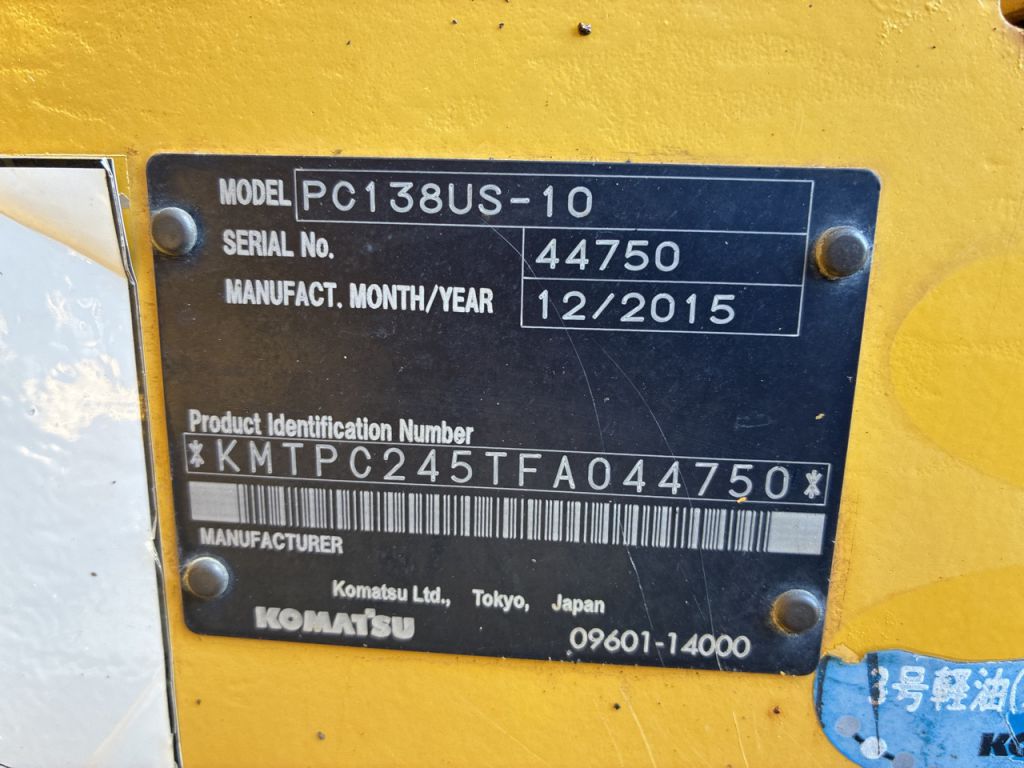 MODEL PC138US-10
SERIAL No. 44750
MANUFACT. MONTH/YEAR 12/2015
Product Identification Number
*KMTPC245TFA044750*
MANUFACTURER
Komatsu Ltd., Tokyo, Japan
KOMATSU
09601-14000
3号軽油(